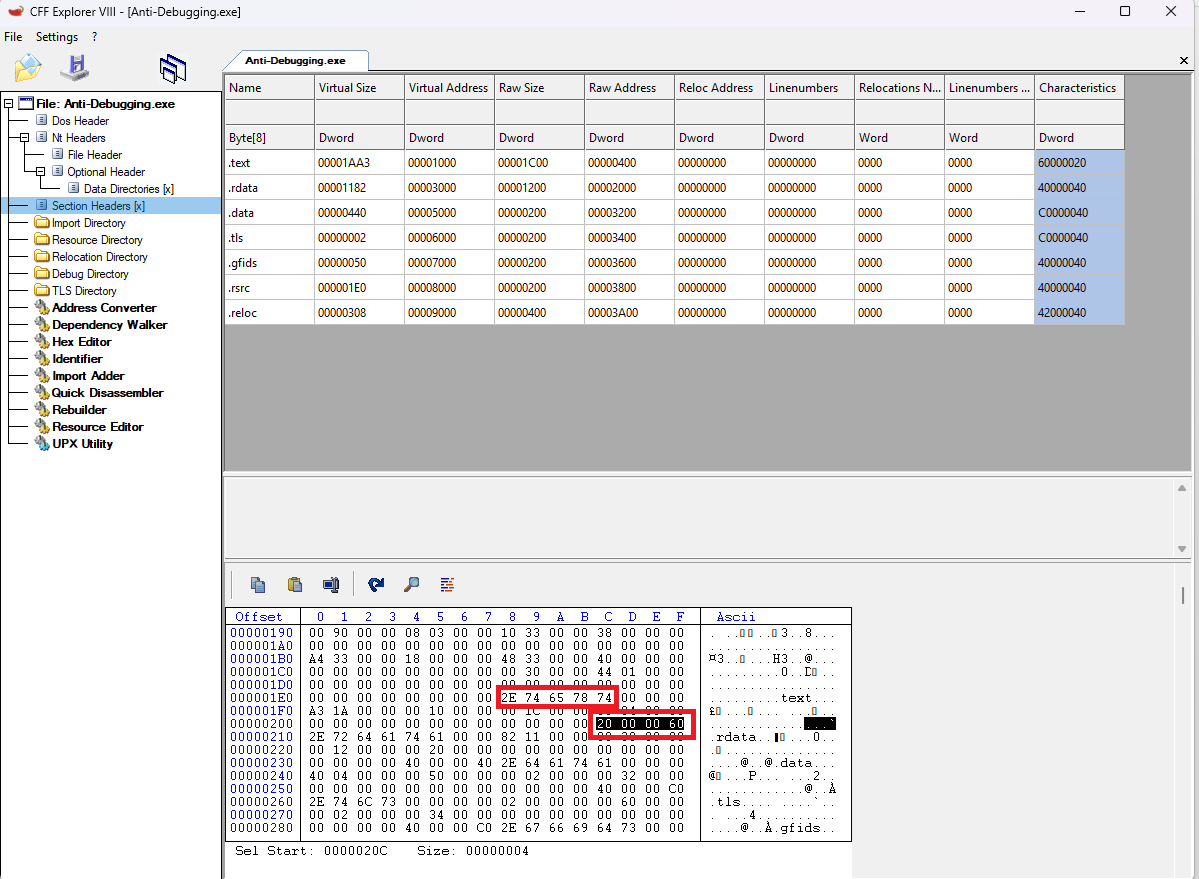 CFF Explorer VIII - [Anti-Debugging.exe]
File Settings ?
Anti-Debugging.exe
File: Anti-Debugging.exe
Dos Header
Nt Headers
File Header
Optional Header
Data Directories [x]
Section Headers [x]
Import Directory
Resource Directory
Relocation Directory
Debug Directory
TLS Directory
Address Converter
Dependency Walker
Hex Editor
Identifier
Import Adder
Quick Disassembler
Rebuilder
Resource Editor
UPX Utility
Name Virtual Size Virtual Address Raw Size Raw Address Reloc Address Linenumbers Relocations N... Linenumbers ... Characteristics
Byte[8] Dword Dword Dword Dword Dword Dword Word Word Dword
.text 00001AA3 00001000 00001C00 00000400 00000000 00000000 0000 0000 60000020
.rdata 00001182 00003000 00001200 00002000 00000000 00000000 0000 0000 40000040
.data 00000440 00005000 00000200 00003200 00000000 00000000 0000 0000 C0000040
.tls 00000002 00006000 00000200 00003400 00000000 00000000 0000 0000 C0000040
.gfids 00000050 00007000 00000200 00003600 00000000 00000000 0000 0000 40000040
.rsrc 000001E0 00008000 00000200 00003800 00000000 00000000 0000 0000 40000040
.reloc 00000308 00009000 00000400 00003A00 00000000 00000000 0000 0000 42000040
Offset 0 1 2 3 4 5 6 7 8 9 A B C D E F Ascii
00000190 00 90 00 00 08 03 00 00 10 33 00 00 38 00 00 00
000001A0 00 00 00 00 00 00 00 00 00 00 00 00 00 00 00 00
000001B0 A4 33 00 00 18 00 00 00 48 33 00 00 40 00 00 00
000001C0 00 00 00 00 00 00 00 00 00 30 00 00 44 01 00 00
000001D0 00 00 00 00 00 00 00 00 00 00 00 00 00 00 00 00
000001E0 00 00 00 00 00 00 00 00 2E 74 65 78 74 00 00 00 text
000001F0 A3 1A 00 00 00 10 00 00 00 1C 00 00
00000200 00 00 00 00 00 00 00 00 00 00 00 00 20 00 00 60
00000210 2E 72 64 61 74 61 00 00 82 11 00 00 .rdata
00000220 00 12 00 00 00 20 00 00 00 00 00 00 00 00 00 00
00000230 00 00 00 00 40 00 00 40 2E 64 61 74 61 00 00 00 ....@..@.data...
00000240 40 04 00 00 00 50 00 00 00 02 00 00 00 32 00 00
00000250 00 00 00 00 00 00 00 00 00 00 00 00 40 00 00 C0 ............@..À
00000260 2E 74 6C 73 00 00 00 00 02 00 00 00 00 60 00 00 .tls
00000270 00 02 00 00 00 34 00 00 00 00 00 00 00 00 00 00
00000280 00 00 00 00 40 00 00 C0 2E 67 66 69 64 73 00 00 ....@..À.gfids..
Sel Start: 0000020C Size: 00000004